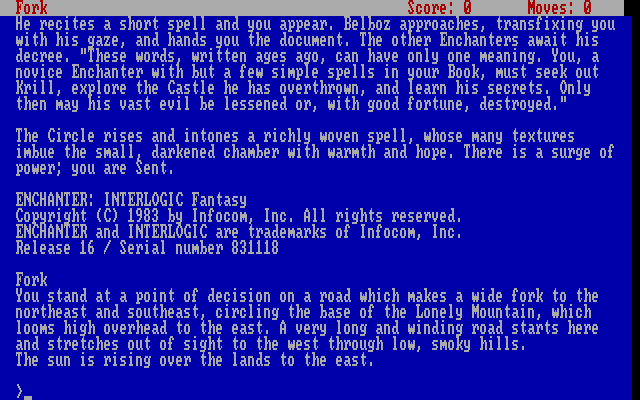 Fork Score: 0 Moves: 0
He recites a short spell and you appear. Belboz approaches, transfixing you
with his gaze, and hands you the document. The other Enchanters await his
decree. "These words, written ages ago, can have only one meaning. You, a
novice Enchanter with but a few simple spells in your Book, must seek out
Krill, explore the Castle he has overthrown, and learn his secrets. Only
then may his vast evil be lessened or, with good fortune, destroyed."
The Circle rises and intones a richly woven spell, whose many textures
imbue the small, darkened chamber with warmth and hope. There is a surge of
power; you are Sent.
ENCHANTER: INTERLOGIC Fantasy
Copyright (C) 1983 by Infocom, Inc. All rights reserved.
ENCHANTER and INTERLOGIC are trademarks of Infocom, Inc.
Release 16 / Serial number 831118
Fork
You stand at a point of decision on a road which makes a wide fork to the
northeast and southeast, circling the base of the Lonely Mountain, which
looms high overhead to the east. A very long and winding road starts here
and stretches out of sight to the west through low, smoky hills.
The sun is rising over the lands to the east.
>_